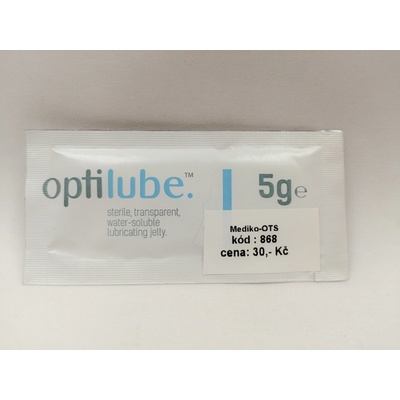 optilube.™
sterile, transparent,
water-soluble
lubricating jelly.
5g℮
Mediko-OTS
kód : 868
cena: 30,- Kč